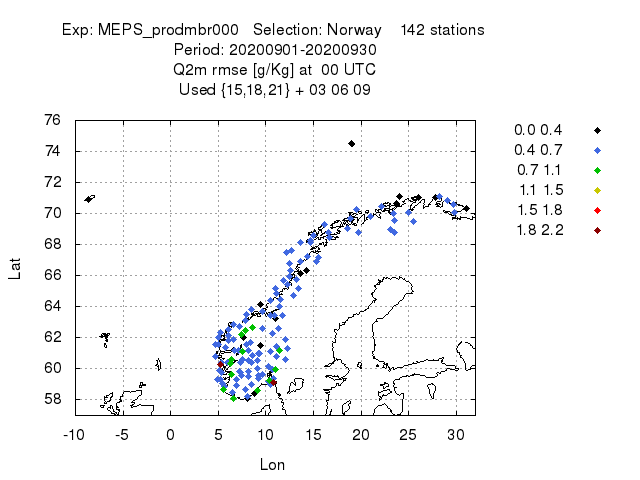 Exp: MEPS_prodmbr000 Selection: Norway 142 stations
Period: 20200901-20200930
Q2m rmse [g/Kg] at 00 UTC
Used {15,18,21} + 03 06 09
76
74
72
70
68
66
64
62
60
58
Lat
-10 -5 0 5 10 15 20 25 30
Lon
0.0 0.4
0.4 0.7
0.7 1.1
1.1 1.5
1.5 1.8
1.8 2.2